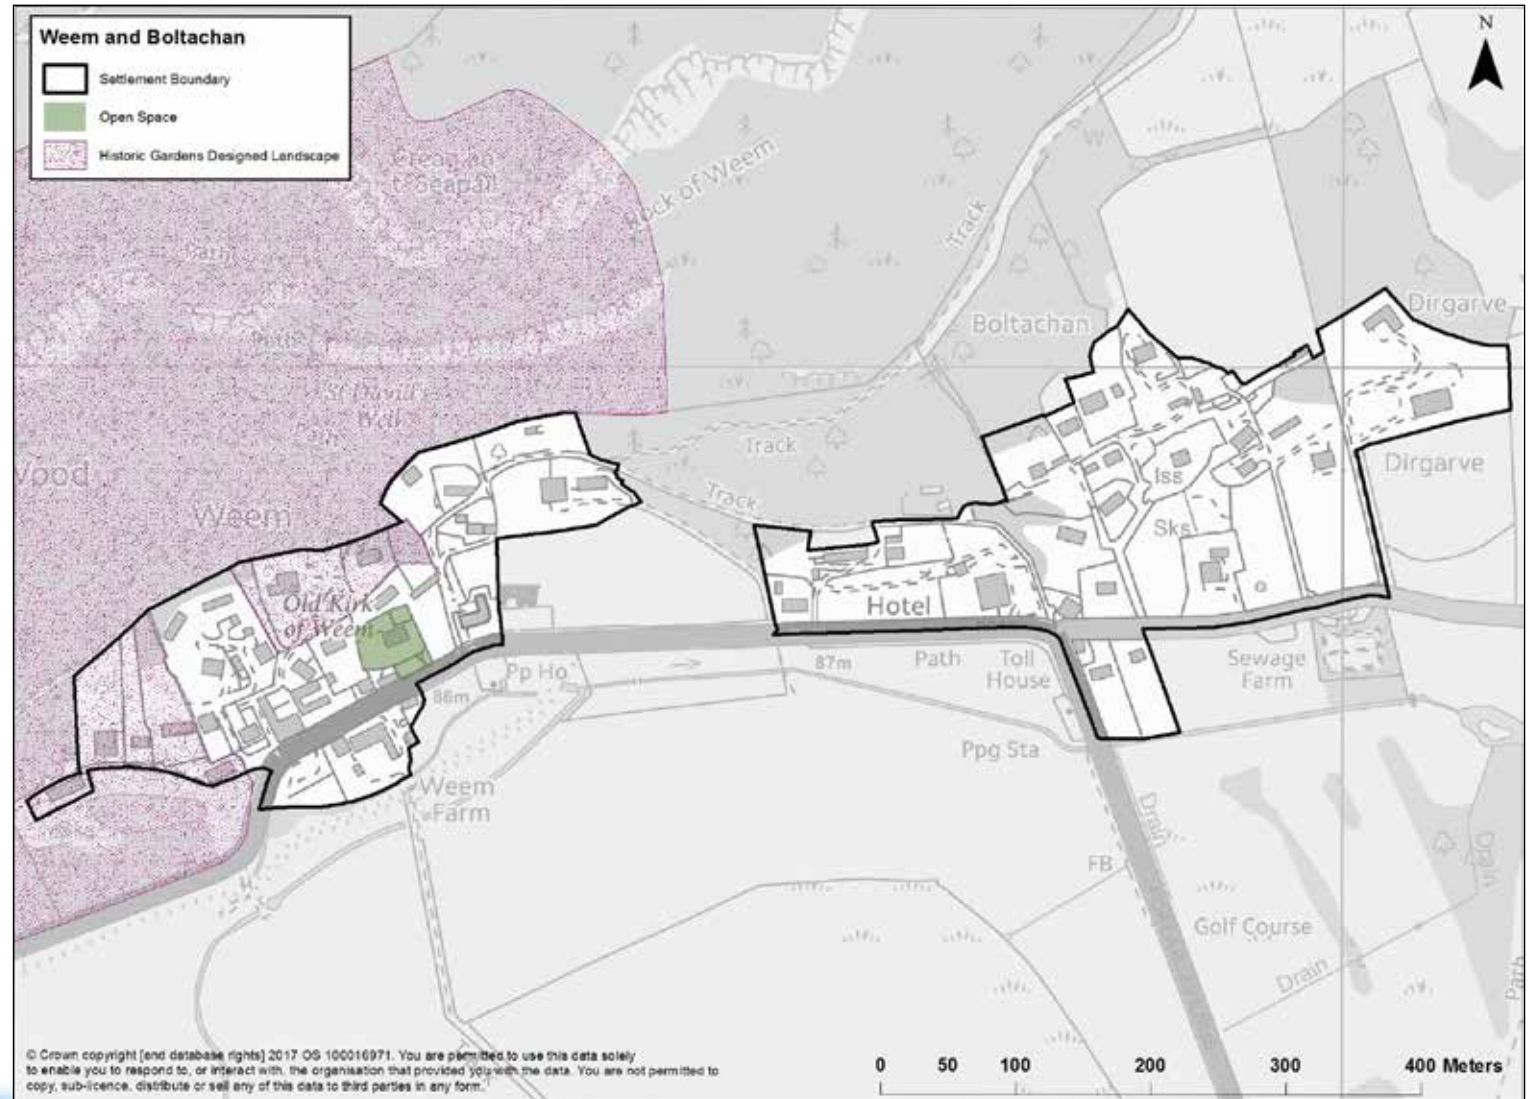 Weem and Boltachan
Settlement Boundary
Open Space
Historic Gardens Designed Landscape
N
Rock of Weem
Path
Track
Boltachan
Dirgarve
Path
Well
Track
Wood
Weem
Dirgarve
Iss
Track
Sks
Old Kirk
of Weem
Hotel
Pp Ho
86m
87m
Path
Toll
House
Sewage
Farm
Ppg Sta
Weem
Farm
Drain
FB
Drain
Golf Course
Drain
Path
© Crown copyright [end database rights] 2017 OS 100016971. You are permitted to use this data solely
to enable you to respond to, or interact with, the organisation that provided you with the data. You are not permitted to
copy, sub-licence, distribute or sell any of this data to third parties in any form.
0 50 100 200 300 400 Meters